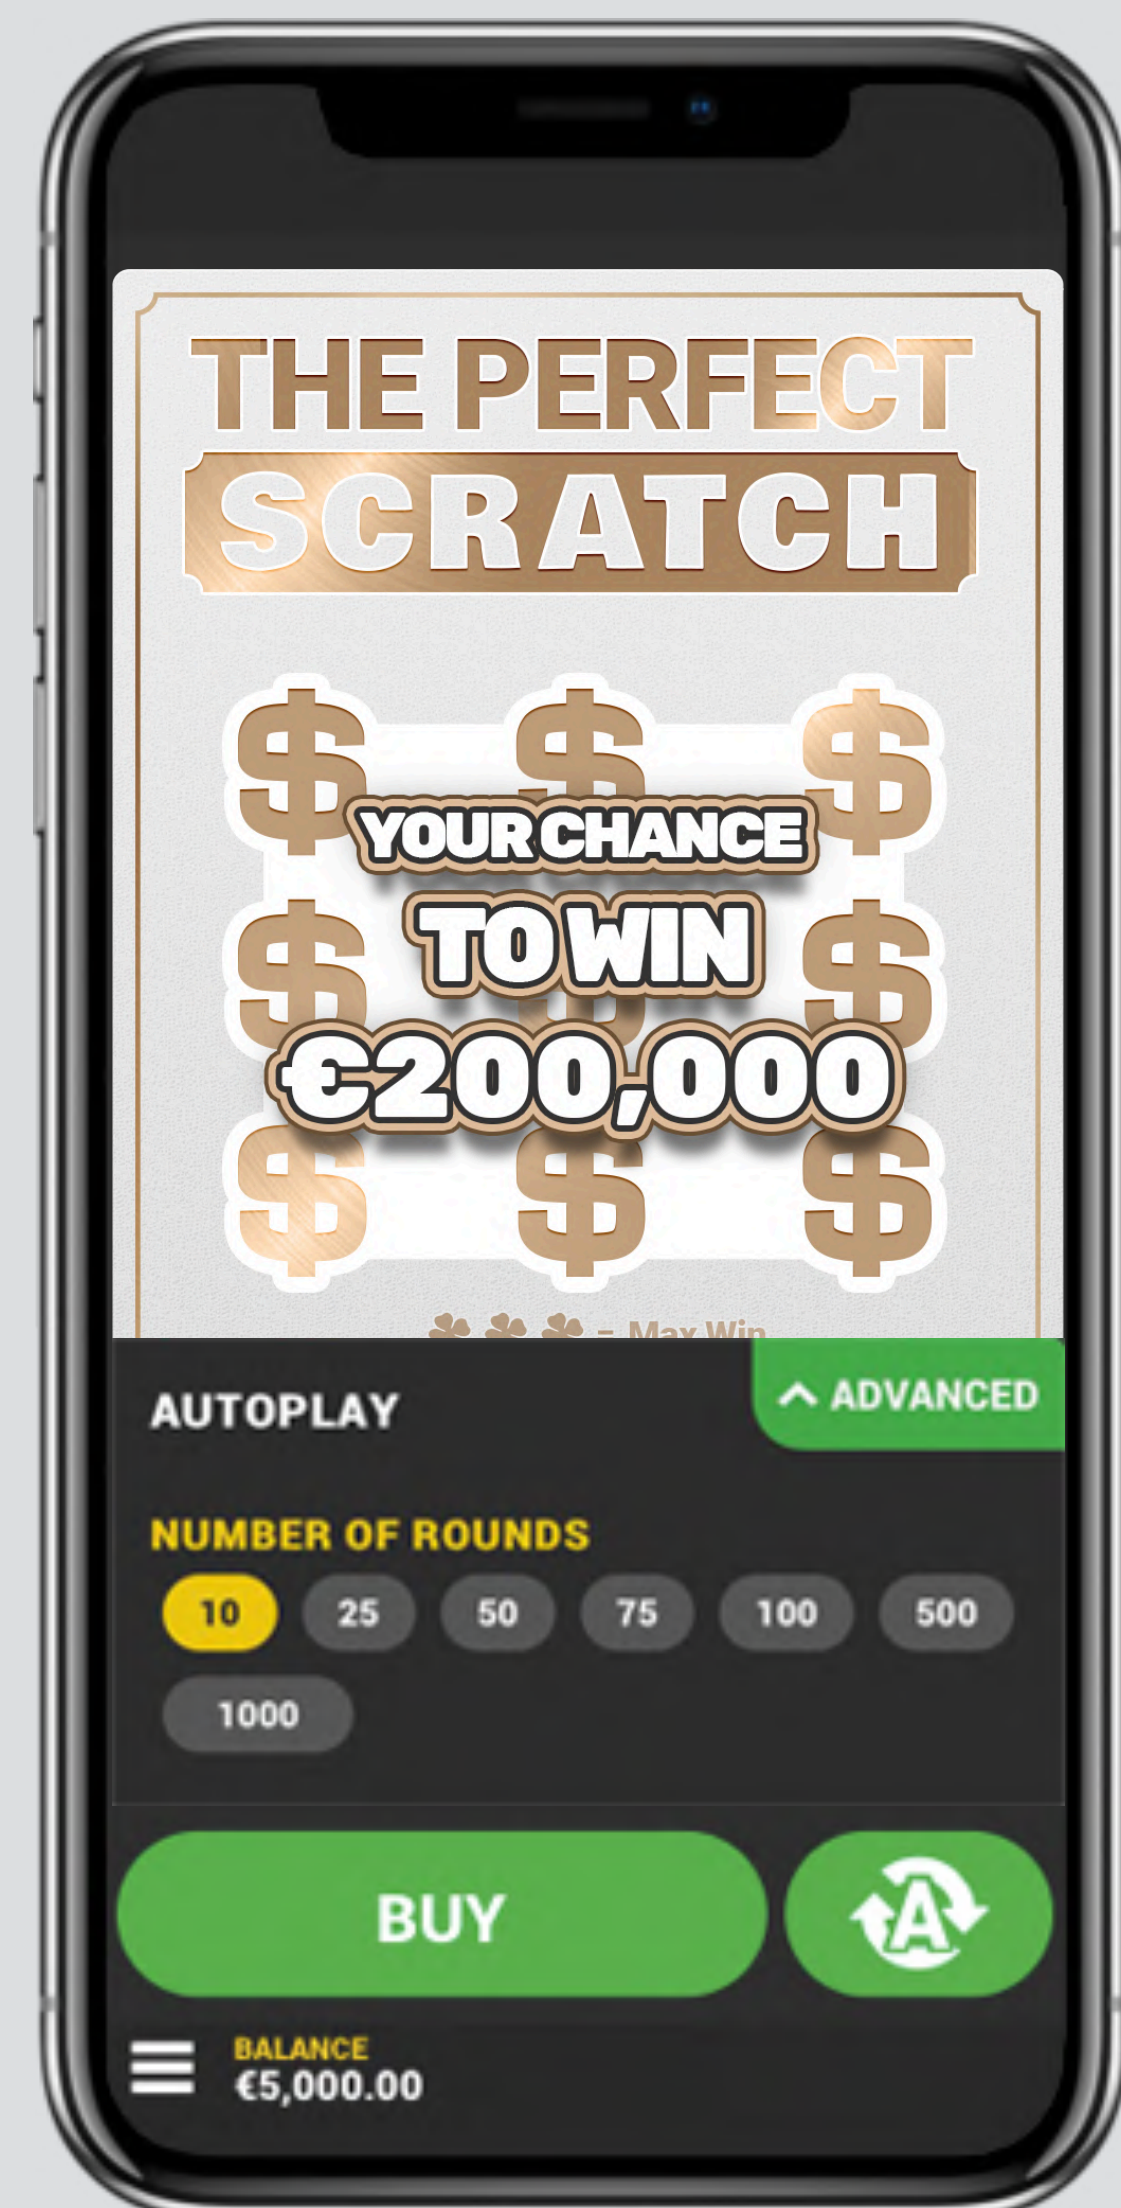 THE PERFECT
SCRATCH
$ $ $
YOUR CHANCE
TO WIN
$ $ $
€200,000
$ $ $
= Max Win
AUTOPLAY
ADVANCED
NUMBER OF ROUNDS
10 25 50 75 100 500
1000
BUY
A
BALANCE
€5,000.00